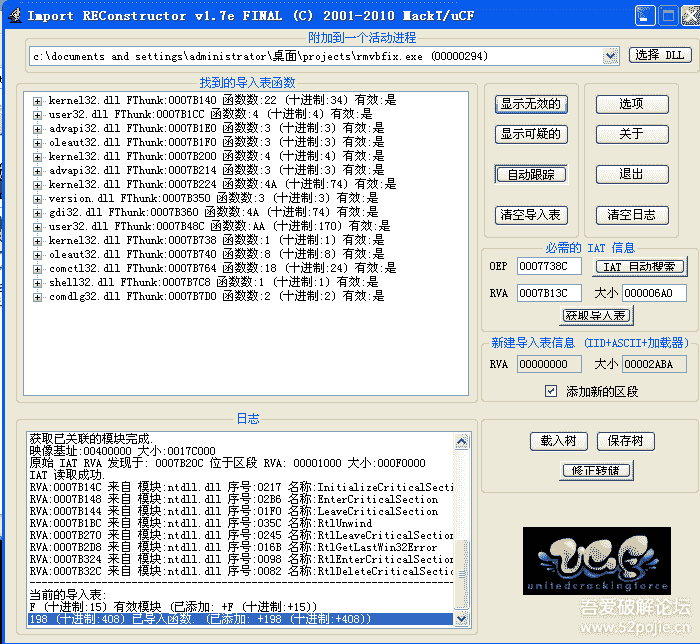 Import REConstructor v1.7e FINAL (C) 2001-2010 MackT/uCF
附加到一个活动进程
c:\documents and settings\administrator\桌面\projects\rmvbfix.exe (00000294)
选择 DLL
找到的导入表函数
kernel32.dll FThunk:0007B140 函数数:22 (十进制:34) 有效:是
user32.dll FThunk:0007B1CC 函数数:4 (十进制:4) 有效:是
advapi32.dll FThunk:0007B1E0 函数数:3 (十进制:3) 有效:是
oleaut32.dll FThunk:0007B1F0 函数数:3 (十进制:3) 有效:是
kernel32.dll FThunk:0007B200 函数数:4 (十进制:4) 有效:是
advapi32.dll FThunk:0007B214 函数数:3 (十进制:3) 有效:是
kernel32.dll FThunk:0007B224 函数数:4A (十进制:74) 有效:是
version.dll FThunk:0007B350 函数数:3 (十进制:3) 有效:是
gdi32.dll FThunk:0007B360 函数数:4A (十进制:74) 有效:是
user32.dll FThunk:0007B48C 函数数:AA (十进制:170) 有效:是
kernel32.dll FThunk:0007B738 函数数:1 (十进制:1) 有效:是
oleaut32.dll FThunk:0007B740 函数数:8 (十进制:8) 有效:是
comctl32.dll FThunk:0007B764 函数数:18 (十进制:24) 有效:是
shell32.dll FThunk:0007B7C8 函数数:1 (十进制:1) 有效:是
comdlg32.dll FThunk:0007B7D0 函数数:2 (十进制:2) 有效:是
显示无效的
显示可疑的
自动跟踪
清空导入表
选项
关于
退出
清空日志
必需的 IAT 信息
OEP 0007738C IAT 自动搜索
RVA 0007B13C 大小 000006A0
获取导入表
新建导入表信息 (IID+ASCII+加载器)
RVA 00000000 大小 00002ABA
添加新的区段
日志
获取已关联的模块完成.
映像基址:00400000 大小:0017C000
原始 IAT RVA 发现于: 0007B20C 位于区段 RVA: 00001000 大小:000F0000
IAT 读取成功.
RVA:0007B14C 来自 模块:ntdll.dll 序号:0217 名称:InitializeCriticalSecti
RVA:0007B148 来自 模块:ntdll.dll 序号:02B6 名称:EnterCriticalSection
RVA:0007B144 来自 模块:ntdll.dll 序号:01F0 名称:LeaveCriticalSection
RVA:0007B1BC 来自 模块:ntdll.dll 序号:035C 名称:RtlUnwind
RVA:0007B270 来自 模块:ntdll.dll 序号:0245 名称:RtlLeaveCriticalSection
RVA:0007B2D8 来自 模块:ntdll.dll 序号:016B 名称:RtlGetLastWin32Error
RVA:0007B324 来自 模块:ntdll.dll 序号:0098 名称:RtlEnterCriticalSection
RVA:0007B32C 来自 模块:ntdll.dll 序号:0082 名称:RtlDeleteCriticalSectio
当前的导入表:
F (十进制:15) 有效模块 (已添加: +F (十进制:+15))
198 (十进制:408) 已导入函数. (已添加: +198 (十进制:+408))
载入树
保存树
修正转储
UCF
unitedcrackingforce
吾爱破解论坛
www.52pojie.cn